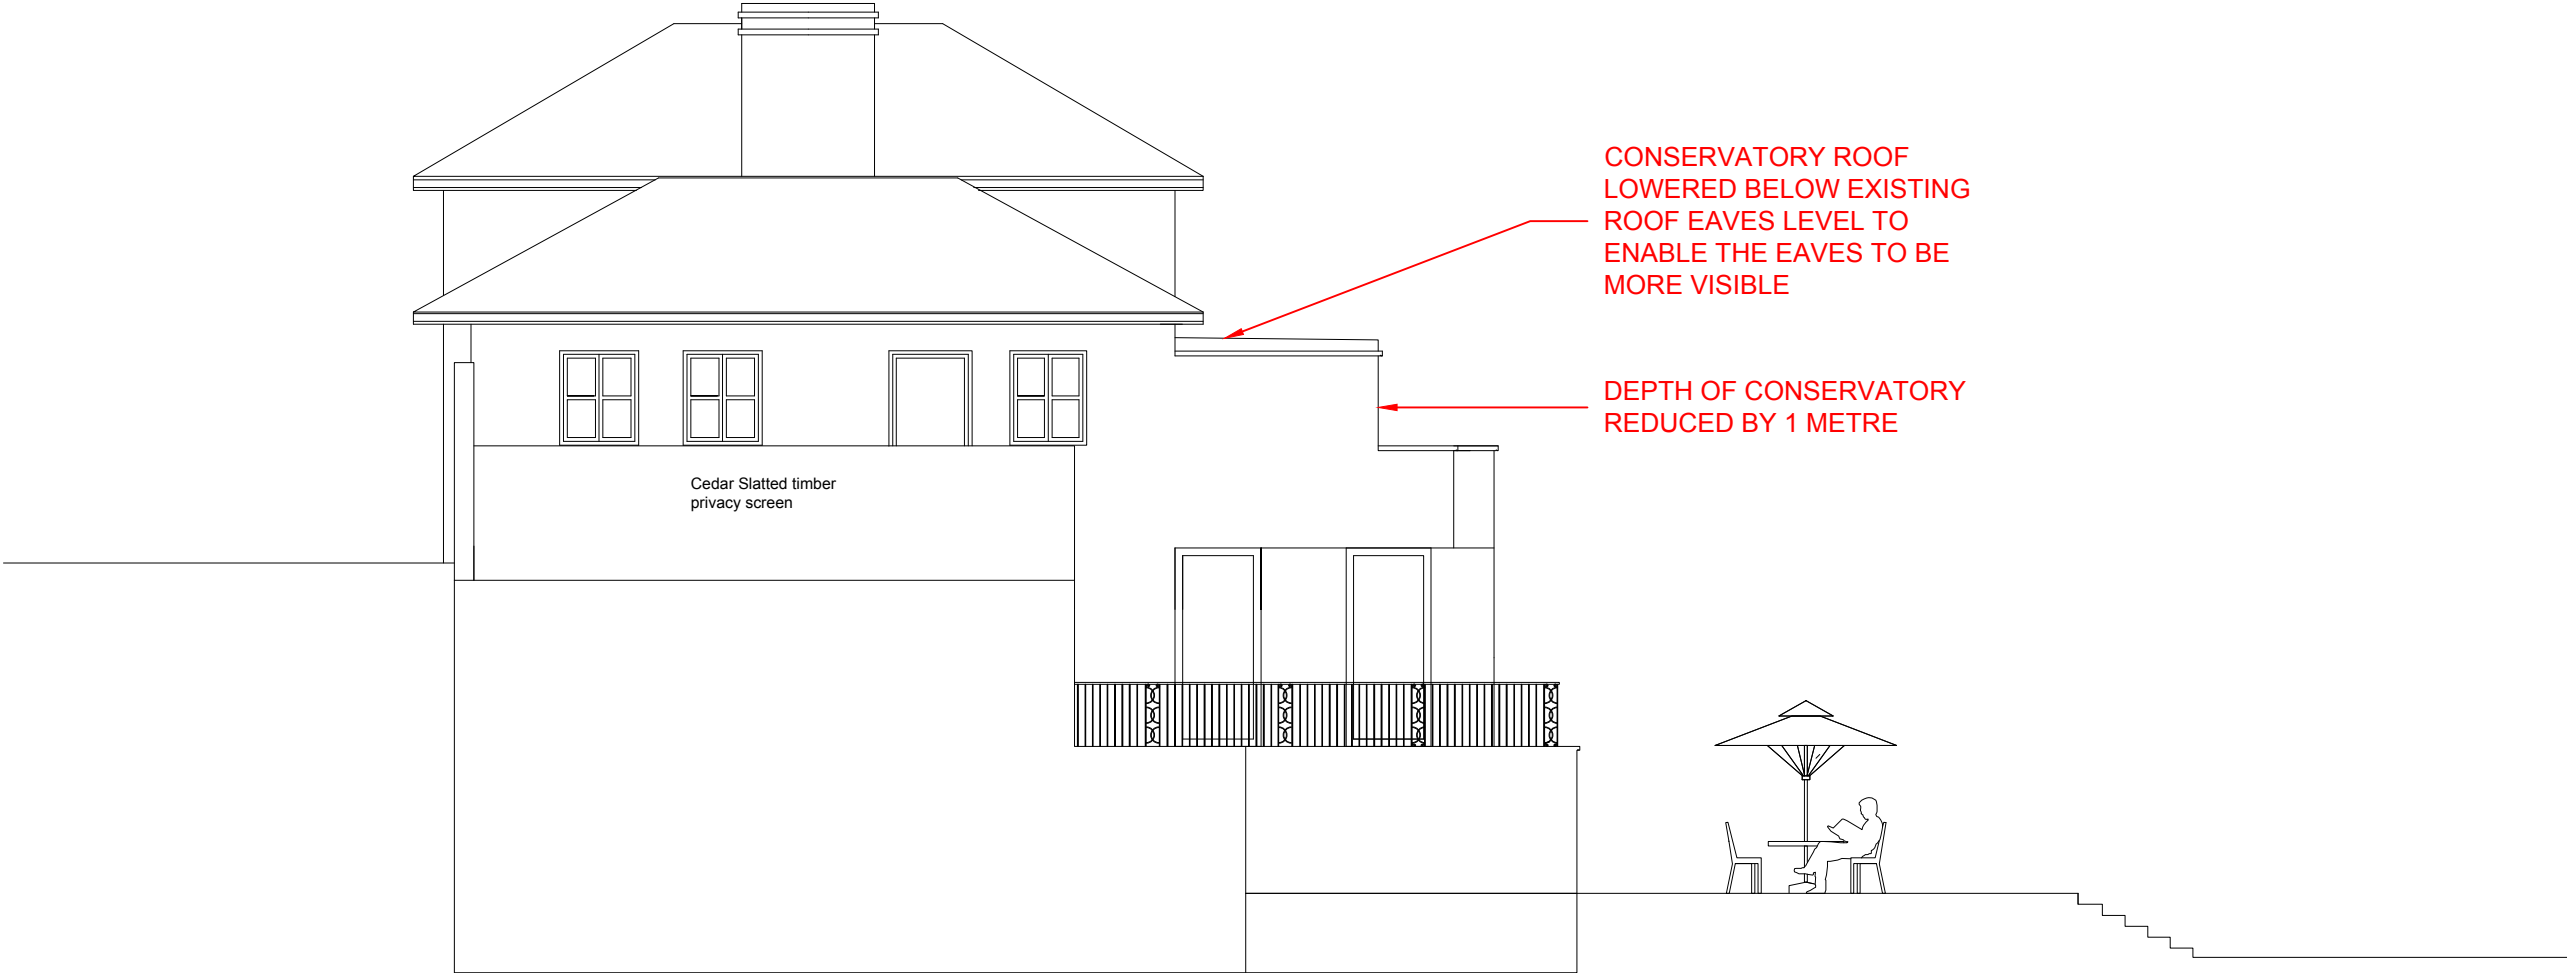 CONSERVATORY ROOF
LOWERED BELOW EXISTING
ROOF EAVES LEVEL TO
ENABLE THE EAVES TO BE
MORE VISIBLE
DEPTH OF CONSERVATORY
REDUCED BY 1 METRE
Cedar Slatted timber
privacy screen